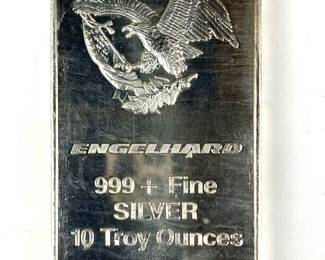 ENGELHARD
999 + Fine
SILVER
10 Troy Ounces